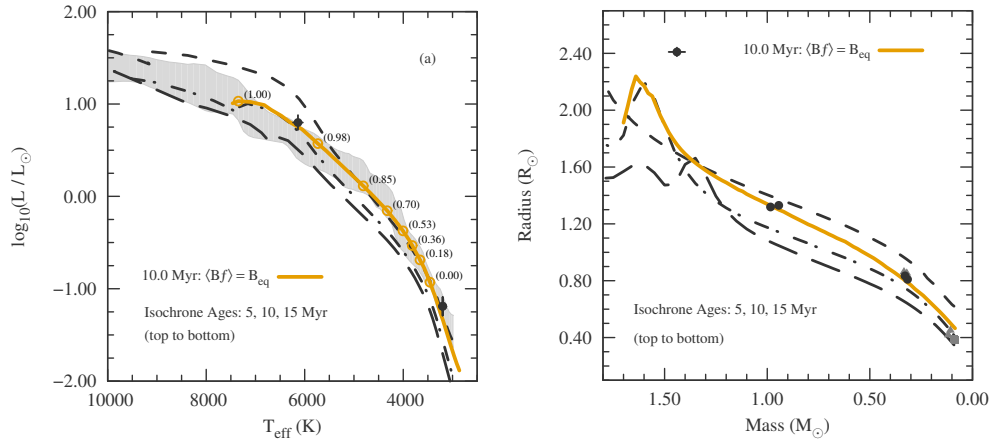 2.00
1.00
0.00
−1.00
−2.00
log10(L / L⊙)
(a)
(1.00)
(0.98)
(0.85)
(0.70)
(0.53)
(0.36)
(0.18)
(0.00)
10.0 Myr: ⟨Bf⟩ = Beq
Isochrone Ages: 5, 10, 15 Myr
(top to bottom)
10000 8000 6000 4000
Teff (K)
2.40
2.00
1.60
1.20
0.80
0.40
Radius (R⊙)
10.0 Myr: ⟨Bf⟩ = Beq
Isochrone Ages: 5, 10, 15 Myr
(top to bottom)
1.50 1.00 0.50 0.00
Mass (M⊙)